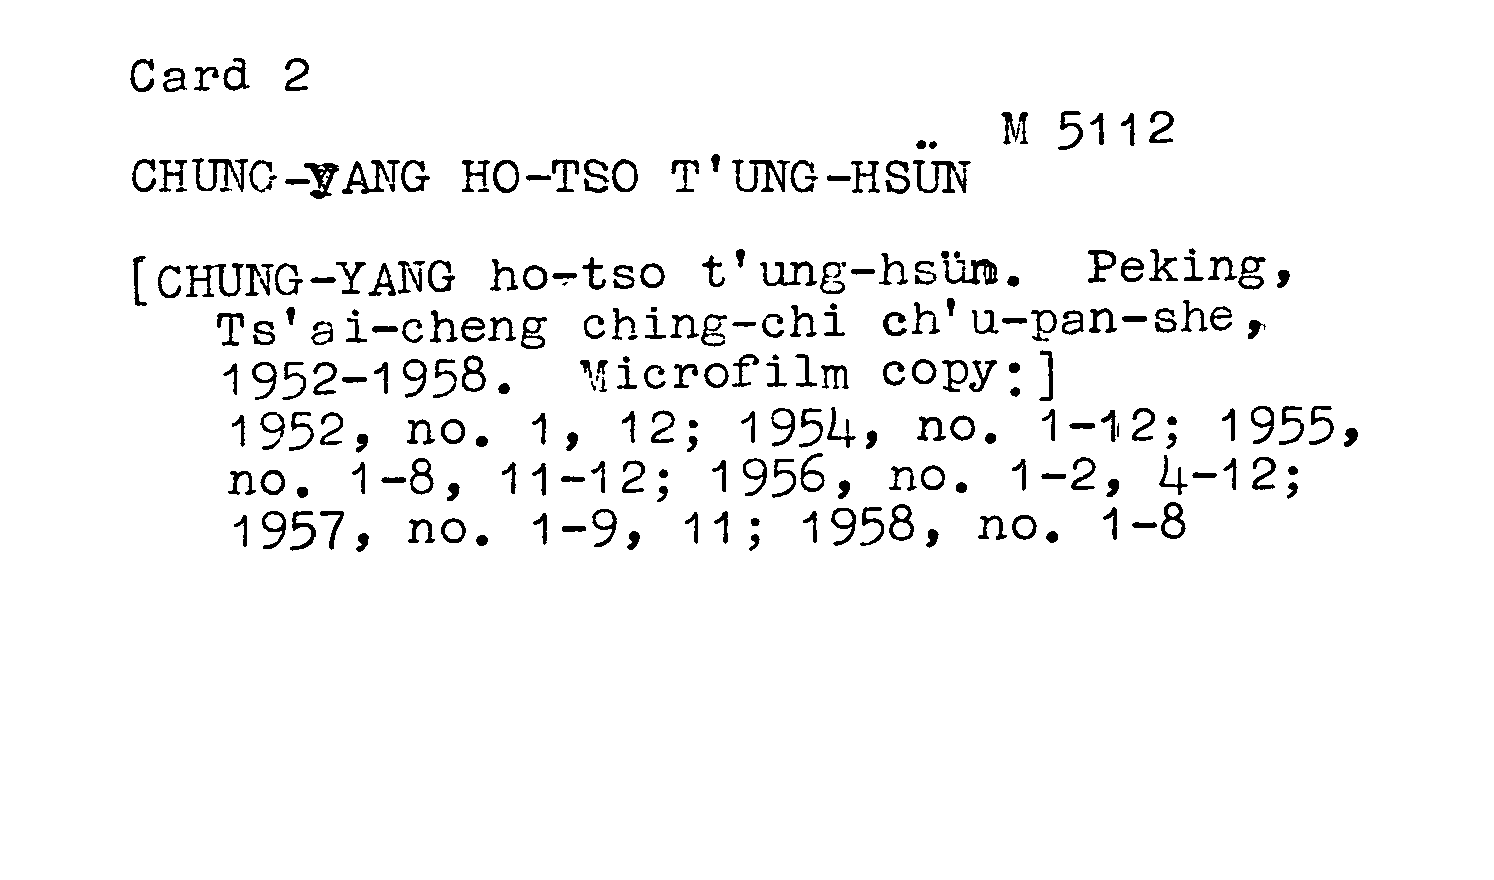 Card 2
M 5112
CHUNG-YANG HO-TSO T'UNG-HSÜN
[CHUNG-YANG ho-tso t'ung-hsün. Peking,
Ts'ai-cheng ching-chi ch'u-pan-she,
1952-1958. Microfilm copy:]
1952, no. 1, 12; 1954, no. 1-12; 1955,
no. 1-8, 11-12; 1956, no. 1-2, 4-12;
1957, no. 1-9, 11; 1958, no. 1-8